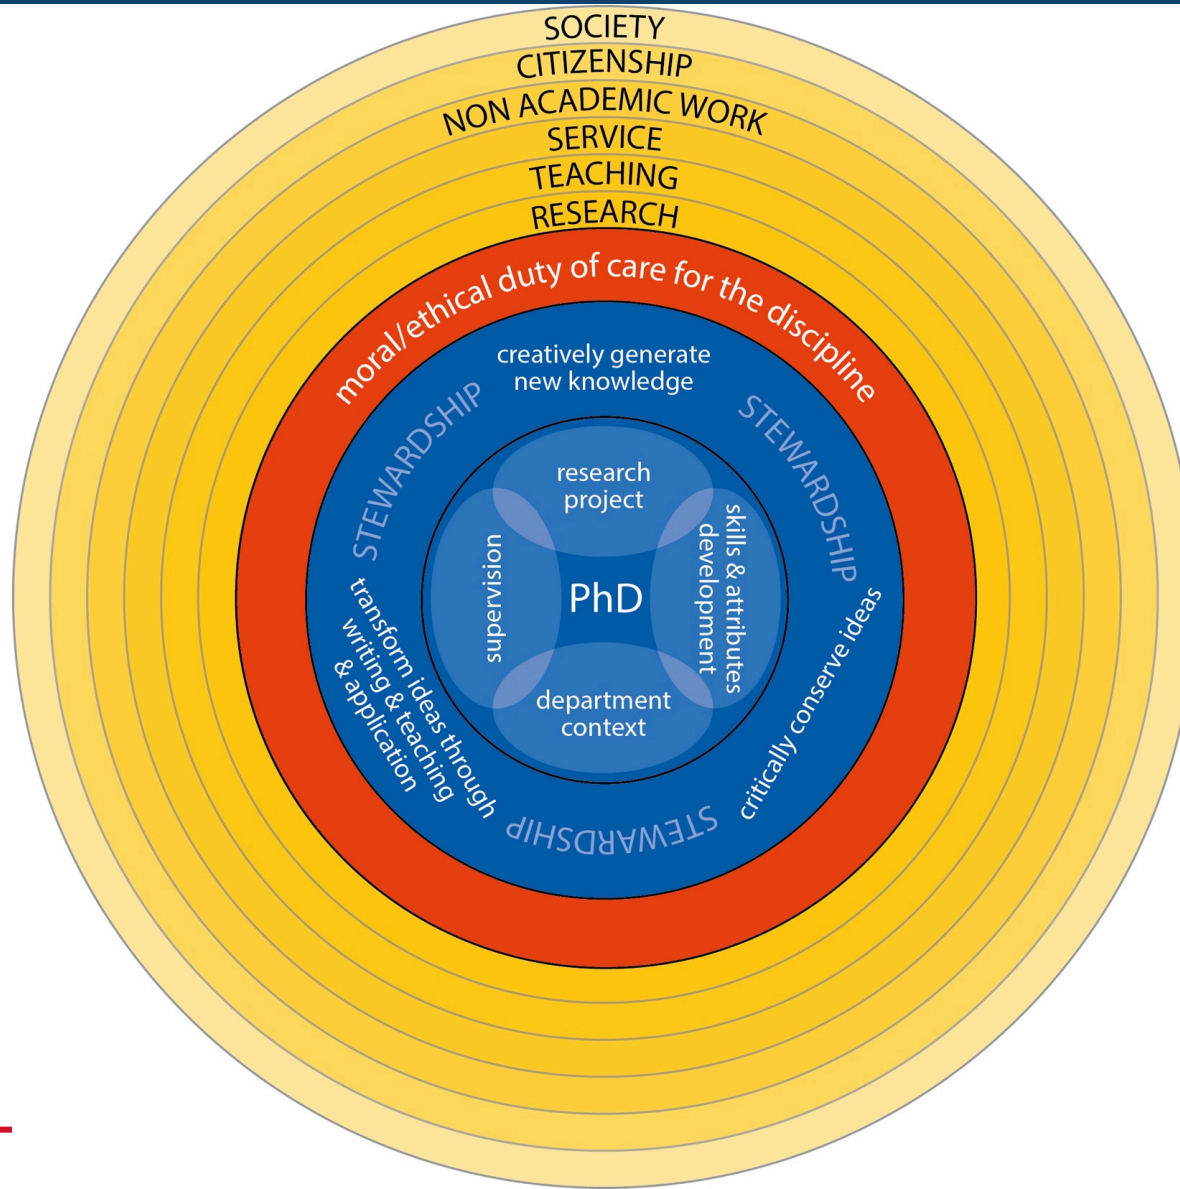 SOCIETY
CITIZENSHIP
NON ACADEMIC WORK
SERVICE
TEACHING
RESEARCH
moral/ethical duty of care for the discipline
creatively generate
new knowledge
STEWARDSHIP
STEWARDSHIP
research
project
supervision
PhD
skills & attributes
development
department
context
transform ideas through
writing & teaching
& application
critically conserve ideas
STEWARDSHIP